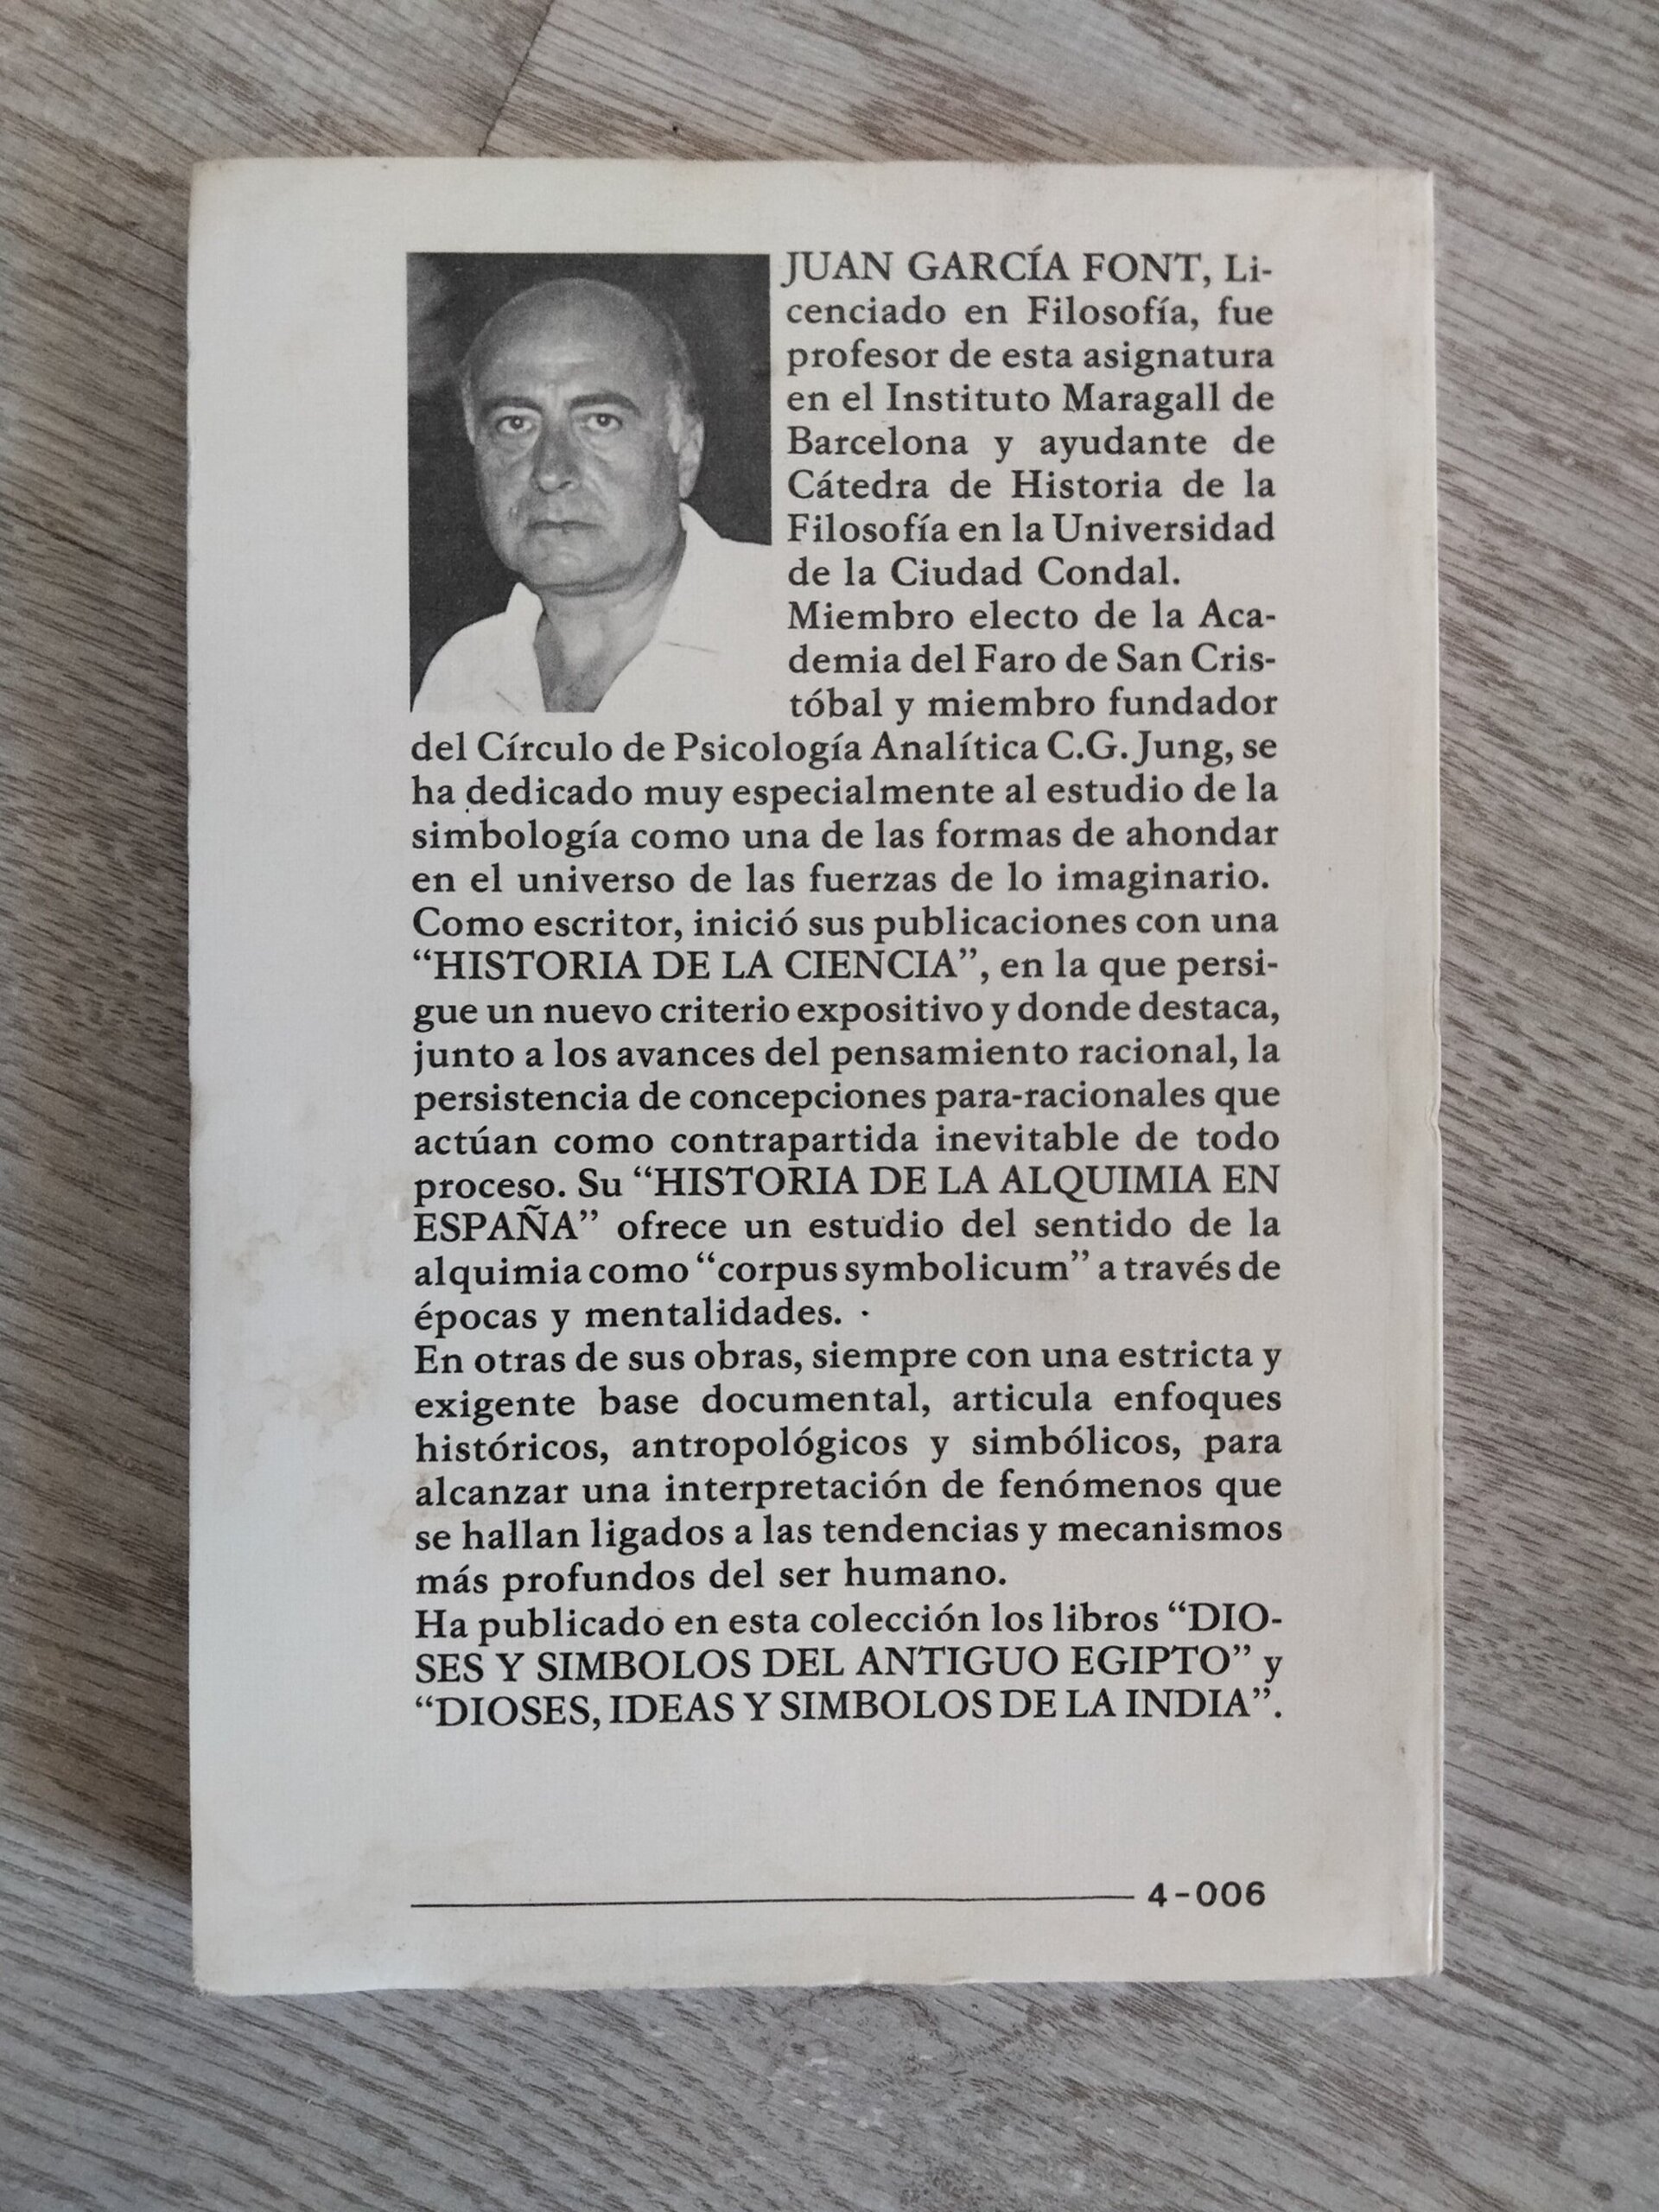 JUAN GARCÍA FONT, Li-
cenciado en Filosofía, fue
profesor de esta asignatura
en el Instituto Maragall de
Barcelona y ayudante de
Cátedra de Historia de la
Filosofía en la Universidad
de la Ciudad Condal.
Miembro electo de la Aca-
demia del Faro de San Cris-
tóbal y miembro fundador
del Círculo de Psicología Analítica C.G. Jung, se
ha dedicado muy especialmente al estudio de la
simbología como una de las formas de ahondar
en el universo de las fuerzas de lo imaginario.
Como escritor, inició sus publicaciones con una
“HISTORIA DE LA CIENCIA”, en la que persi-
gue un nuevo criterio expositivo y donde destaca,
junto a los avances del pensamiento racional, la
persistencia de concepciones para-racionales que
actúan como contrapartida inevitable de todo
proceso. Su “HISTORIA DE LA ALQUIMIA EN
ESPAÑA” ofrece un estudio del sentido de la
alquimia como “corpus symbolicum” a través de
épocas y mentalidades.
En otras de sus obras, siempre con una estricta y
exigente base documental, articula enfoques
históricos, antropológicos y simbólicos, para
alcanzar una interpretación de fenómenos que
se hallan ligados a las tendencias y mecanismos
más profundos del ser humano.
Ha publicado en esta colección los libros “DIO-
SES Y SIMBOLOS DEL ANTIGUO EGIPTO” y
“DIOSES, IDEAS Y SIMBOLOS DE LA INDIA”.
4-006